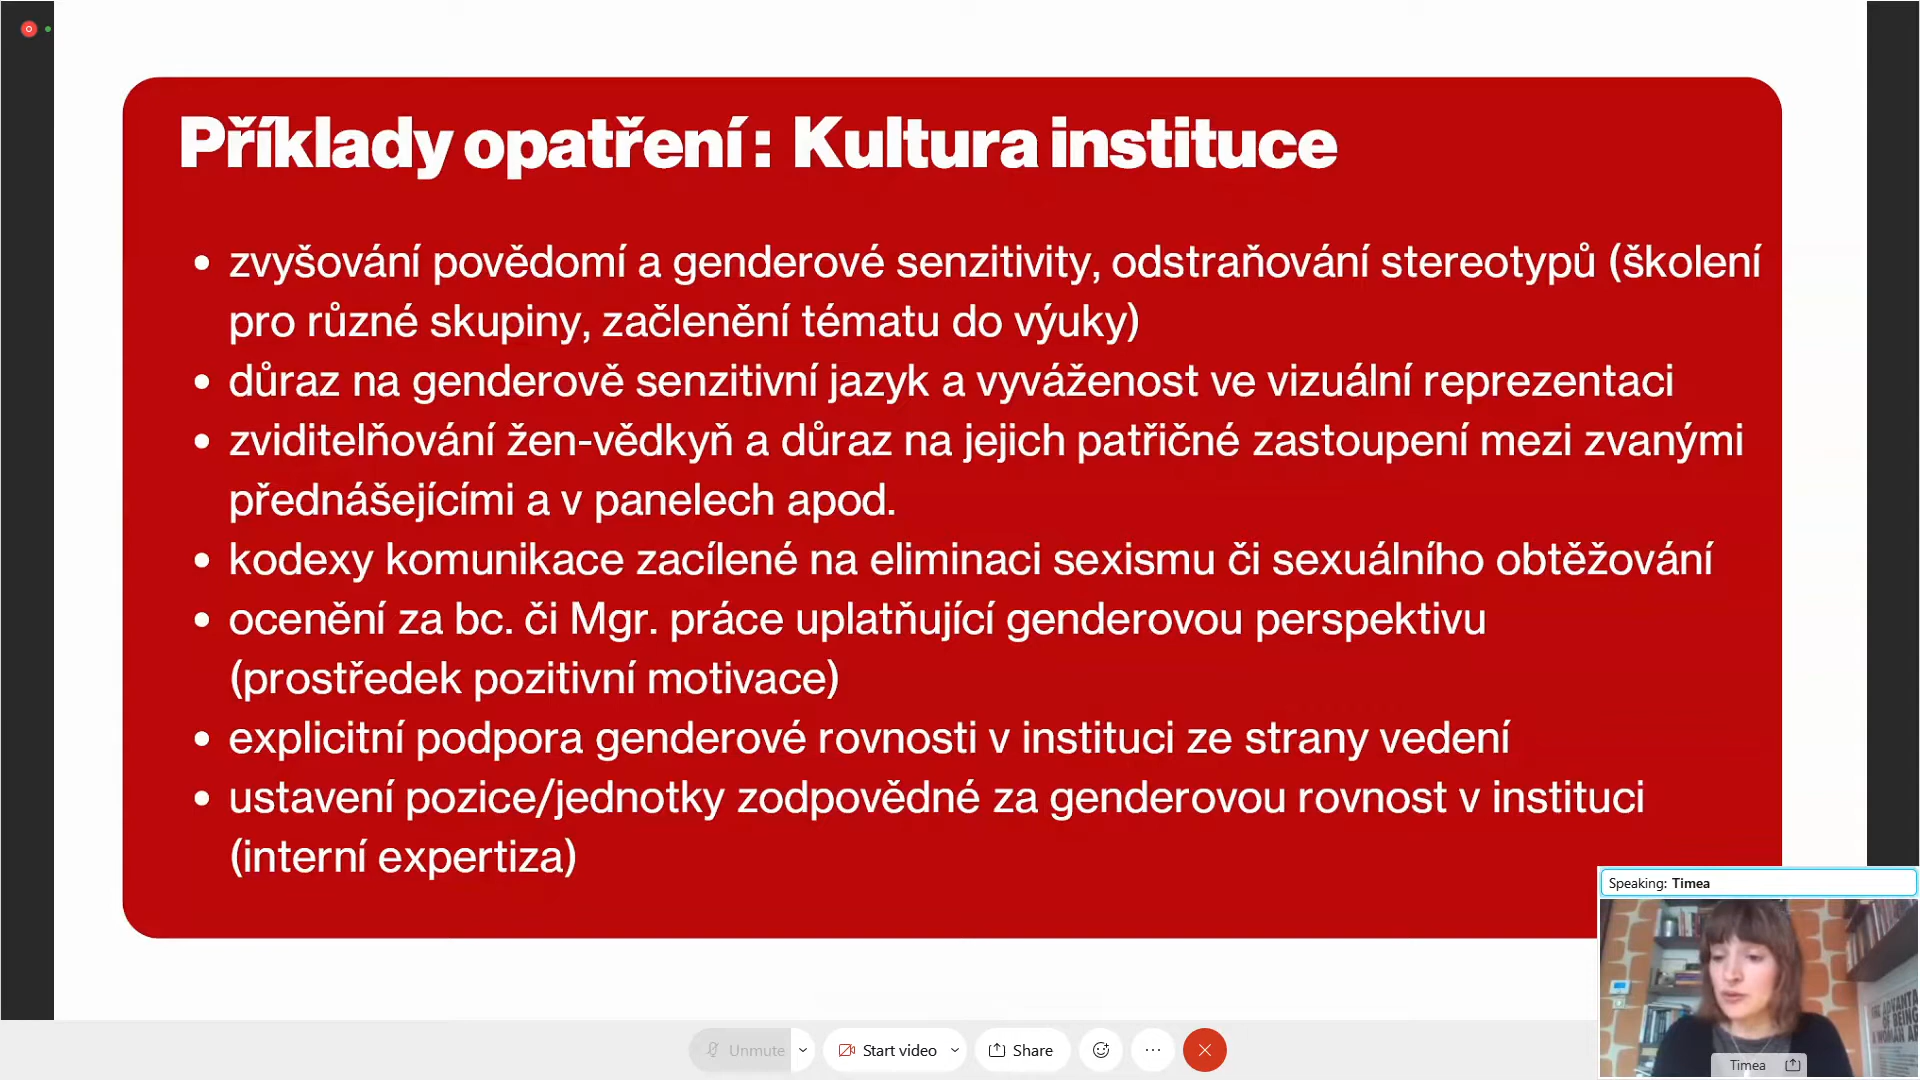 Příklady opatření: Kultura instituce
• zvyšování povědomí a genderové senzitivity, odstraňování stereotypů (školení
pro různé skupiny, začlenění tématu do výuky)
• důraz na genderově senzitivní jazyk a vyváženost ve vizuální reprezentaci
• zviditelňování žen-vědkyň a důraz na jejich patřičné zastoupení mezi zvanými
přednášejícími a v panelech apod.
• kodexy komunikace zacílené na eliminaci sexismu či sexuálního obtěžování
• ocenění za bc. či Mgr. práce uplatňující genderovou perspektivu
(prostředek pozitivní motivace)
• explicitní podpora genderové rovnosti v instituci ze strany vedení
• ustavení pozice/jednotky zodpovědné za genderovou rovnost v instituci
(interní expertiza)
Speaking: Timea
OF BEING
Timea
Unmute
Start video
Share